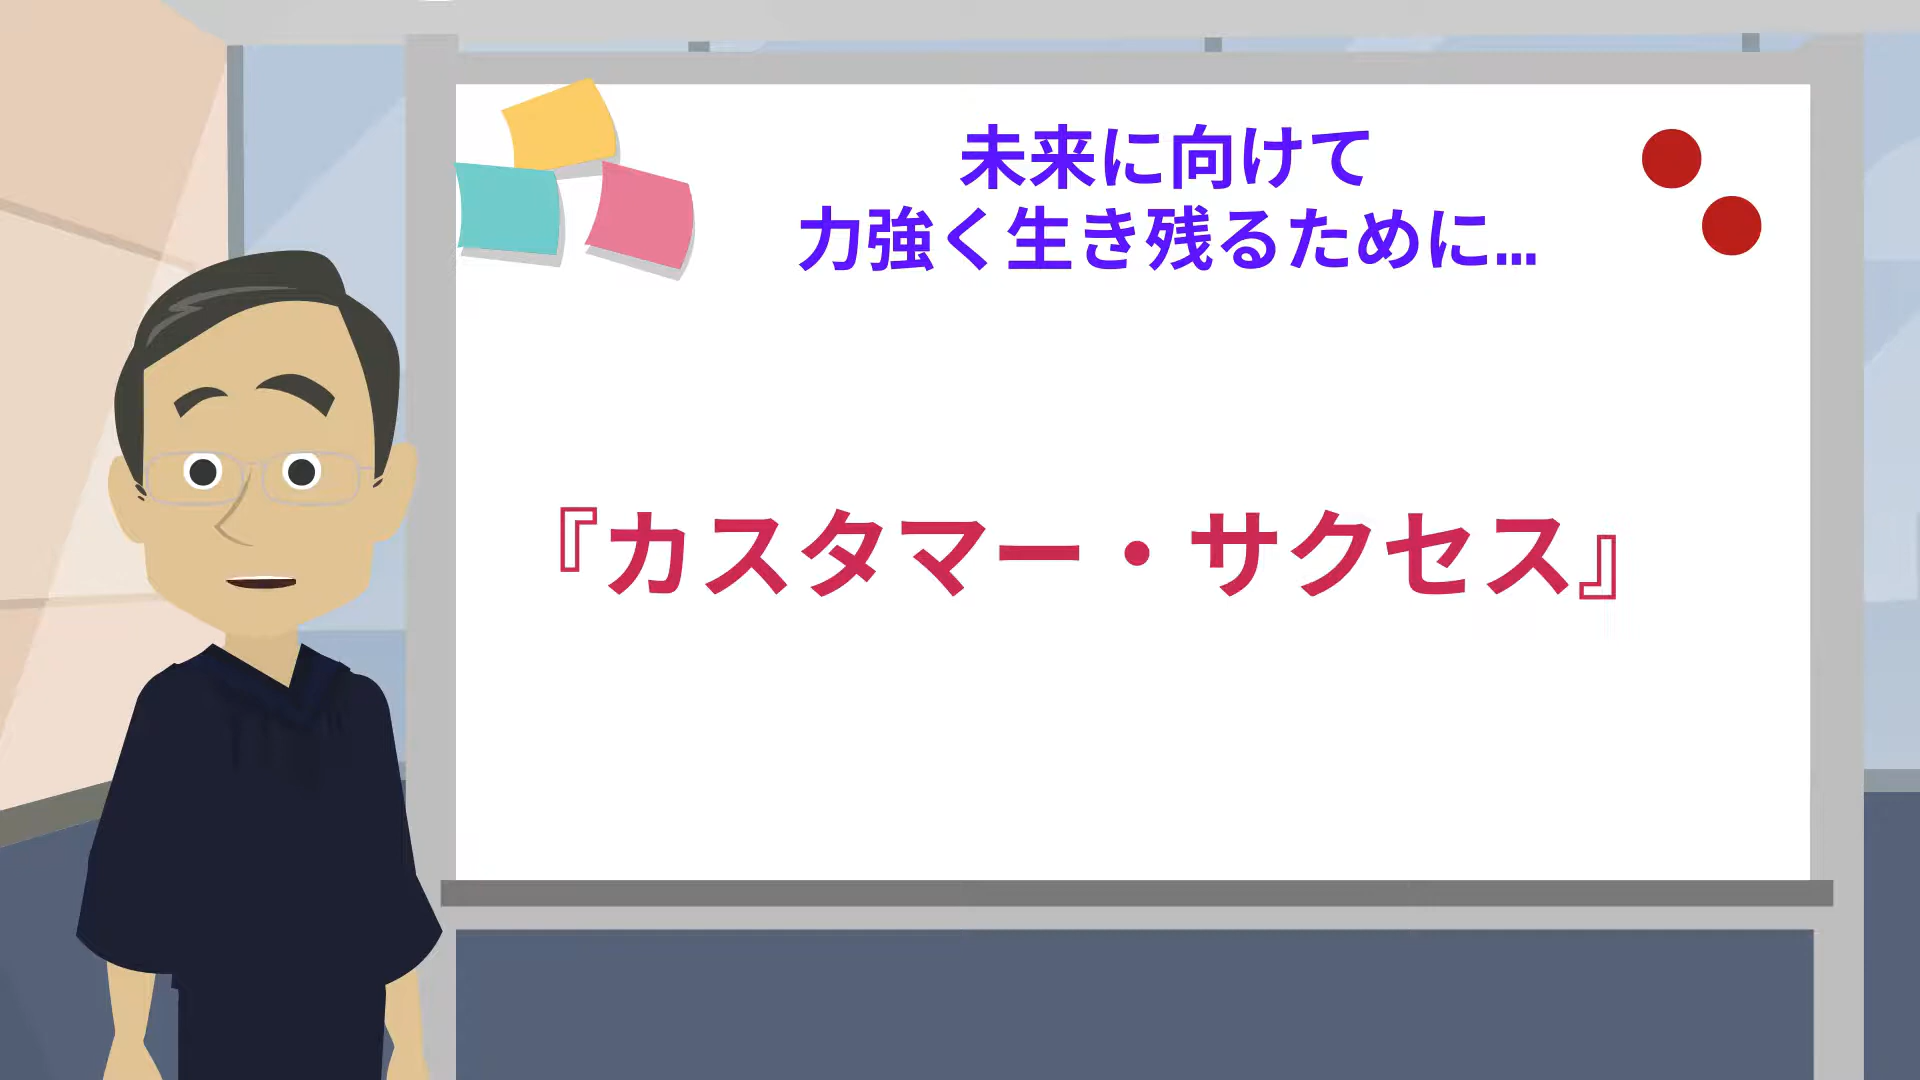 未来に向けて
力強く生き残るために...
『カスタマー・サクセス』